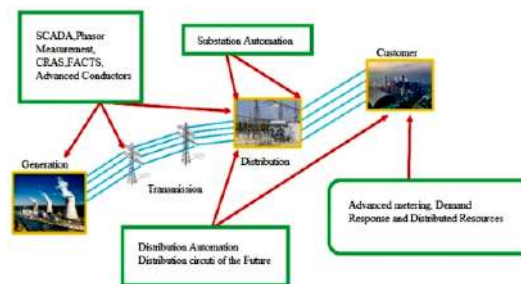 SCADA,Phasor
Measurement,
CRAS,FACTS,
Advanced Conductors
Substation Automation
Customer
Generation
Transmission
Distribution
Advanced metering, Demand
Response and Distributed Resources
Distribution Automation
Distribution circuti of the Future